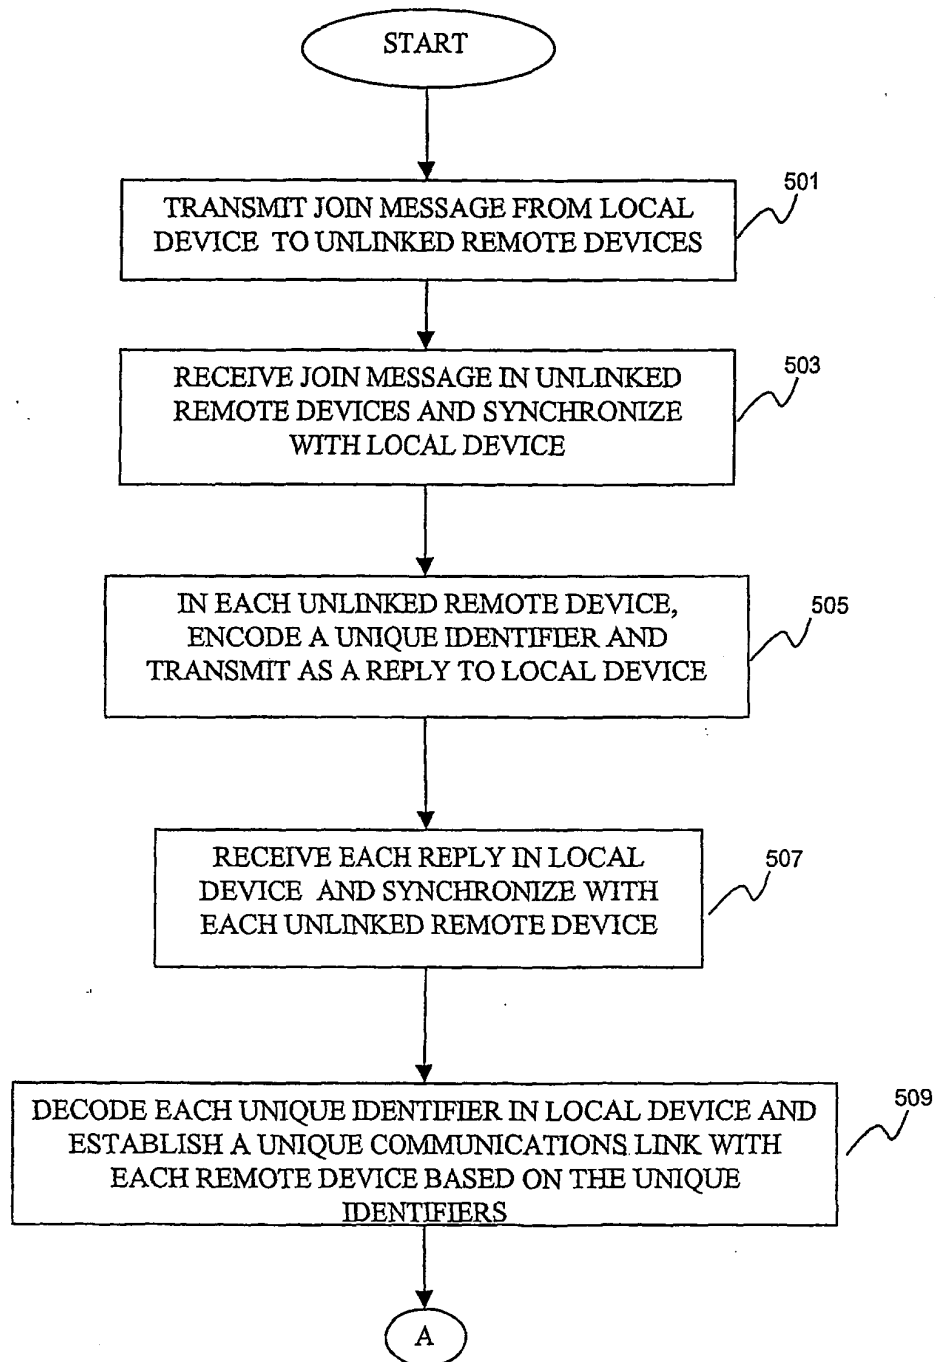 START
501
TRANSMIT JOIN MESSAGE FROM LOCAL
DEVICE TO UNLINKED REMOTE DEVICES
503
RECEIVE JOIN MESSAGE IN UNLINKED
REMOTE DEVICES AND SYNCHRONIZE
WITH LOCAL DEVICE
505
IN EACH UNLINKED REMOTE DEVICE,
ENCODE A UNIQUE IDENTIFIER AND
TRANSMIT AS A REPLY TO LOCAL DEVICE
507
RECEIVE EACH REPLY IN LOCAL
DEVICE AND SYNCHRONIZE WITH
EACH UNLINKED REMOTE DEVICE
509
DECODE EACH UNIQUE IDENTIFIER IN LOCAL DEVICE AND
ESTABLISH A UNIQUE COMMUNICATIONS LINK WITH
EACH REMOTE DEVICE BASED ON THE UNIQUE
IDENTIFIERS
A